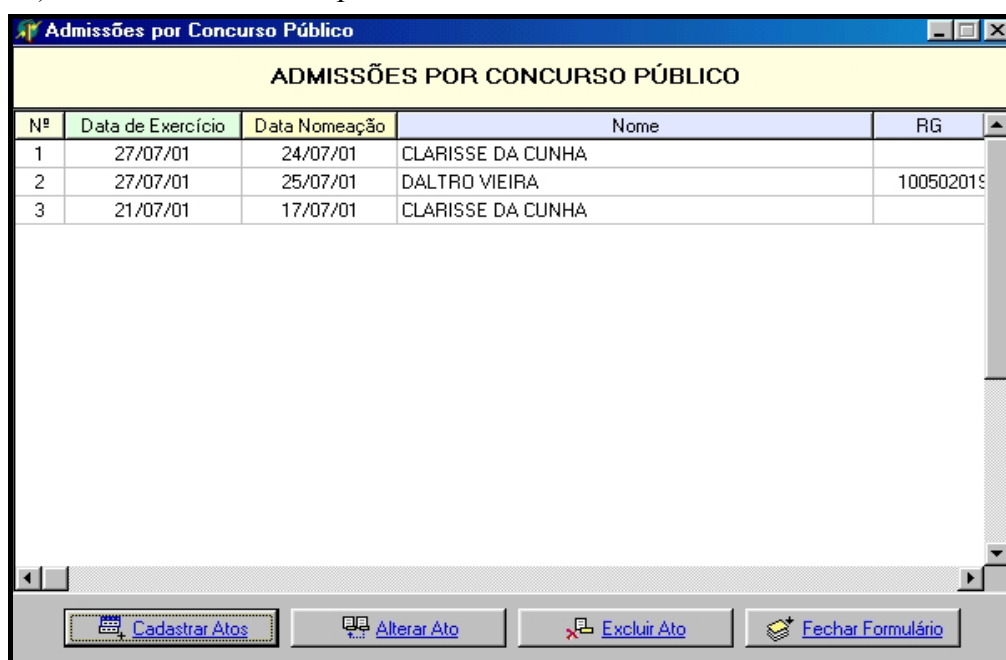 Admissões por Concurso Público
ADMISSÕES POR CONCURSO PÚBLICO
Nº Data de Exercício Data Nomeação Nome RG
1 27/07/01 24/07/01 CLARISSE DA CUNHA
2 27/07/01 25/07/01 DALTRO VIEIRA 100502019
3 21/07/01 17/07/01 CLARISSE DA CUNHA
Cadastrar Atos Alterar Ato Excluir Ato Fechar Formulário